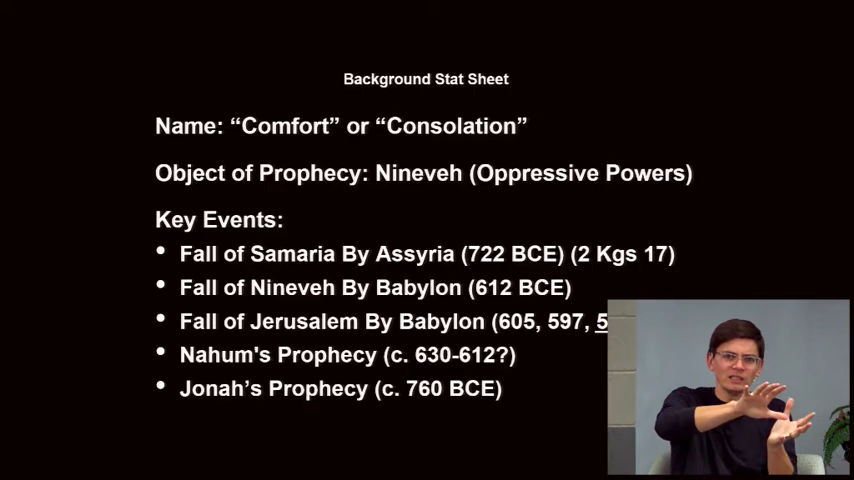 Background Stat Sheet
Name: “Comfort” or “Consolation”
Object of Prophecy: Nineveh (Oppressive Powers)
Key Events:
• Fall of Samaria By Assyria (722 BCE) (2 Kgs 17)
• Fall of Nineveh By Babylon (612 BCE)
• Fall of Jerusalem By Babylon (605, 597, 5
• Nahum's Prophecy (c. 630-612?)
• Jonah’s Prophecy (c. 760 BCE)